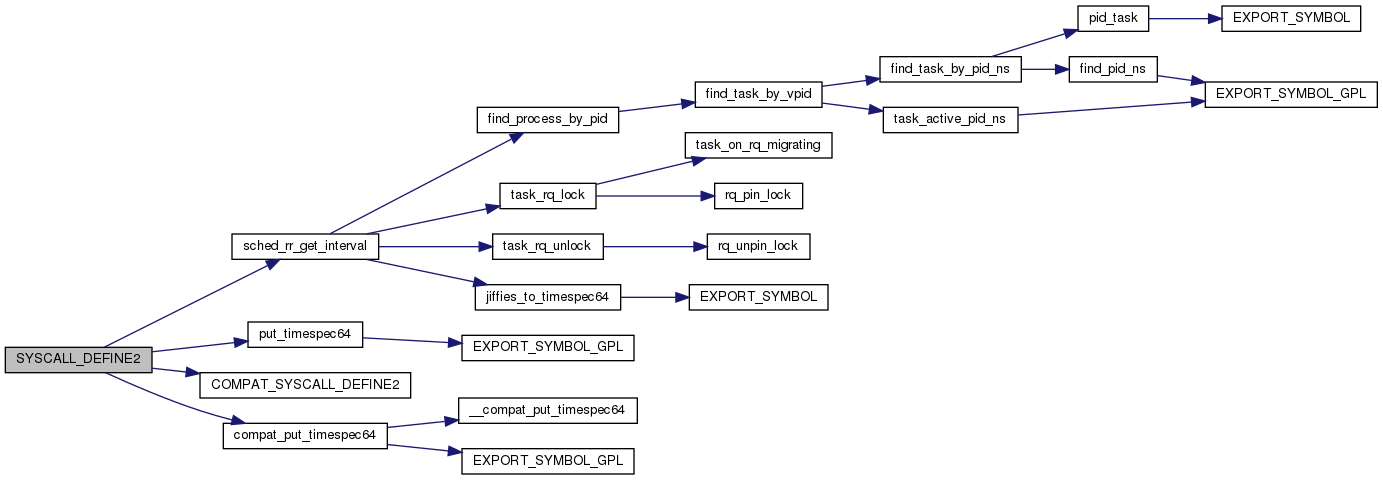 pid_task
EXPORT_SYMBOL
find_task_by_pid_ns
find_pid_ns
find_task_by_vpid
EXPORT_SYMBOL_GPL
find_process_by_pid
task_active_pid_ns
task_on_rq_migrating
task_rq_lock
rq_pin_lock
sched_rr_get_interval
task_rq_unlock
rq_unpin_lock
jiffies_to_timespec64
EXPORT_SYMBOL
SYSCALL_DEFINE2
put_timespec64
EXPORT_SYMBOL_GPL
COMPAT_SYSCALL_DEFINE2
__compat_put_timespec64
compat_put_timespec64
EXPORT_SYMBOL_GPL